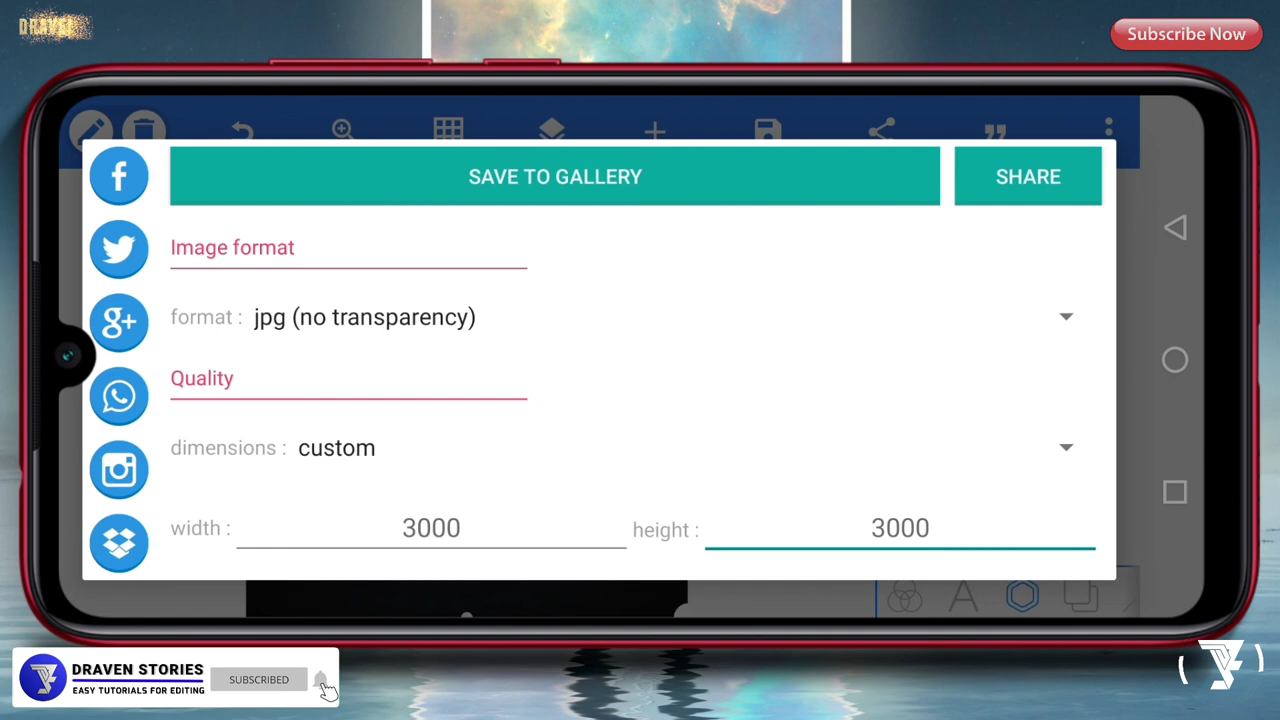 DRAVEN
Subscribe Now
SAVE TO GALLERY
SHARE
Image format
format : jpg (no transparency)
Quality
dimensions : custom
width : 3000 height : 3000
DRAVEN STORIES
EASY TUTORIALS FOR EDITING
SUBSCRIBED